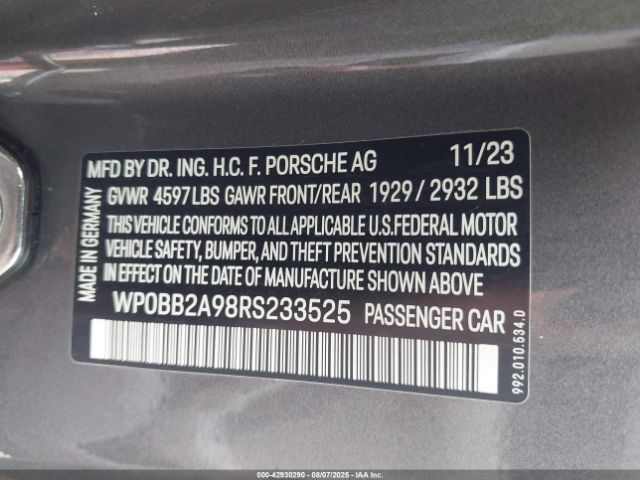 MFD BY DR. ING. H.C. F. PORSCHE AG 11/23
GVWR 4597 LBS GAWR FRONT/REAR 1929 / 2932 LBS
THIS VEHICLE CONFORMS TO ALL APPLICABLE U.S.FEDERAL MOTOR
VEHICLE SAFETY, BUMPER, AND THEFT PREVENTION STANDARDS
IN EFFECT ON THE DATE OF MANUFACTURE SHOWN ABOVE
WP0BB2A98RS233525 PASSENGER CAR
MADE IN GERMANY
992.010.534.D
000-42930290 - 08/07/2025 - IAAI.COM